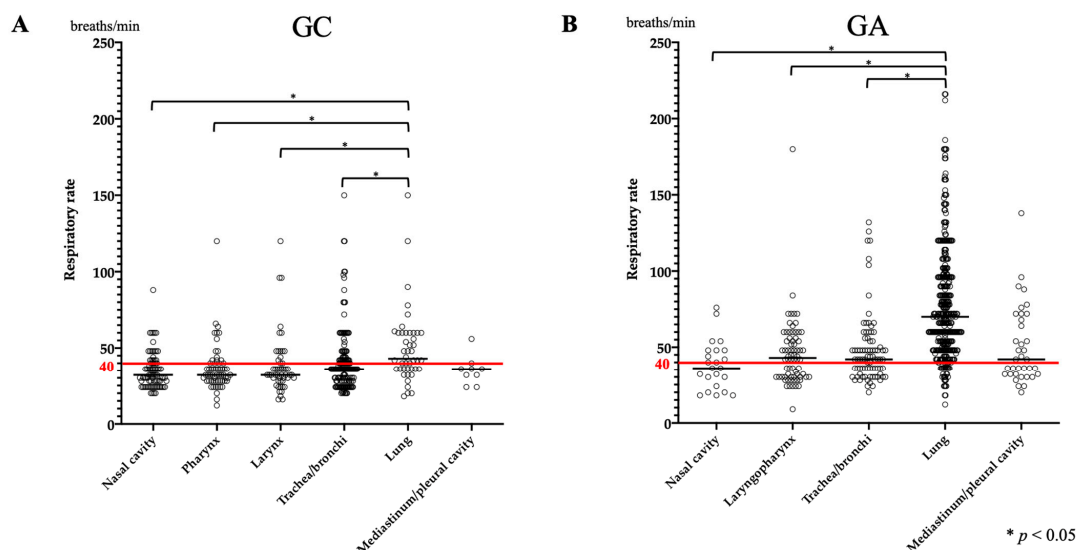 A
breaths/min
GC
Respiratory rate
250
200
150
100
50
40
0
*
*
*
*
Nasal cavity
Pharynx
Larynx
Trachea/bronchi
Lung
Mediastinum/pleural cavity
B
breaths/min
GA
Respiratory rate
250
200
150
100
50
40
0
*
*
*
Nasal cavity
Laryngopharynx
Trachea/bronchi
Lung
Mediastinum/pleural cavity
* p < 0.05